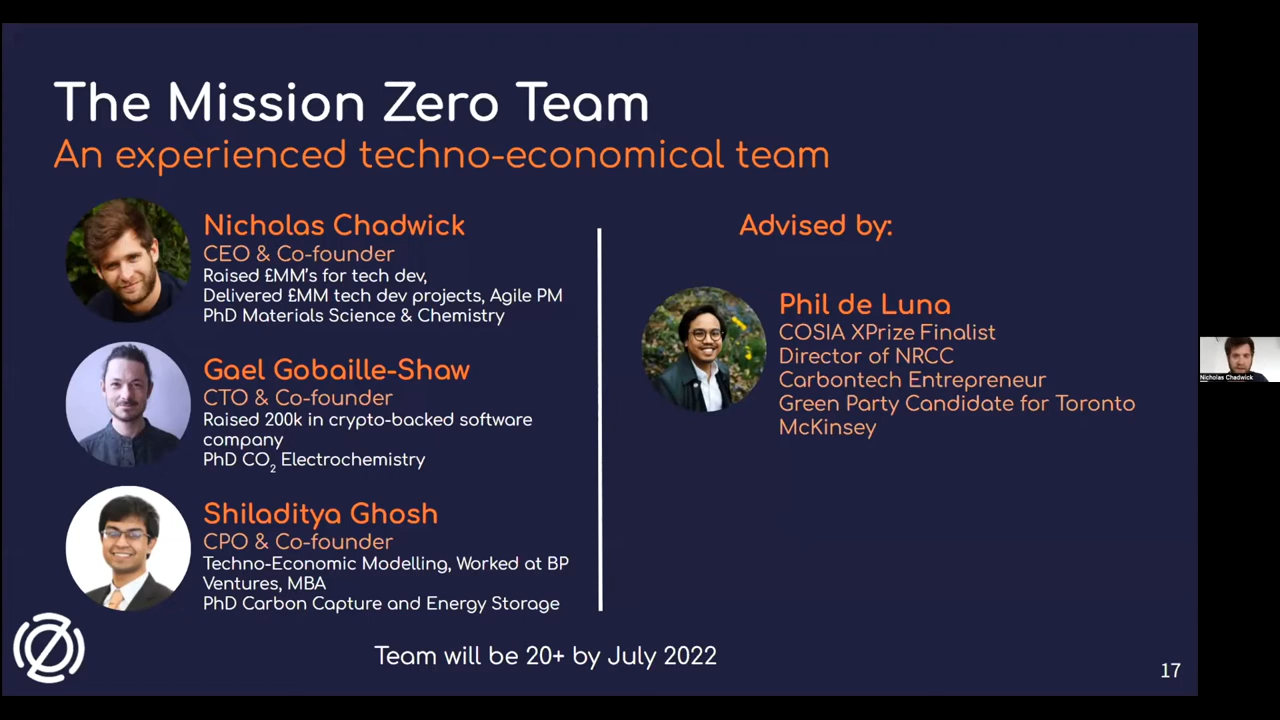 The Mission Zero Team
An experienced techno-economical team
Nicholas Chadwick
CEO & Co-founder
Raised £MM's for tech dev,
Delivered £MM tech dev projects, Agile PM
PhD Materials Science & Chemistry
Gael Gobaille-Shaw
CTO & Co-founder
Raised 200k in crypto-backed software
company
PhD CO₂ Electrochemistry
Shiladitya Ghosh
CPO & Co-founder
Techno-Economic Modelling, Worked at BP
Ventures, MBA
PhD Carbon Capture and Energy Storage
Advised by:
Phil de Luna
COSIA XPrize Finalist
Director of NRCC
Carbontech Entrepreneur
Green Party Candidate for Toronto
McKinsey
Team will be 20+ by July 2022
17
Nicholas Chadwick